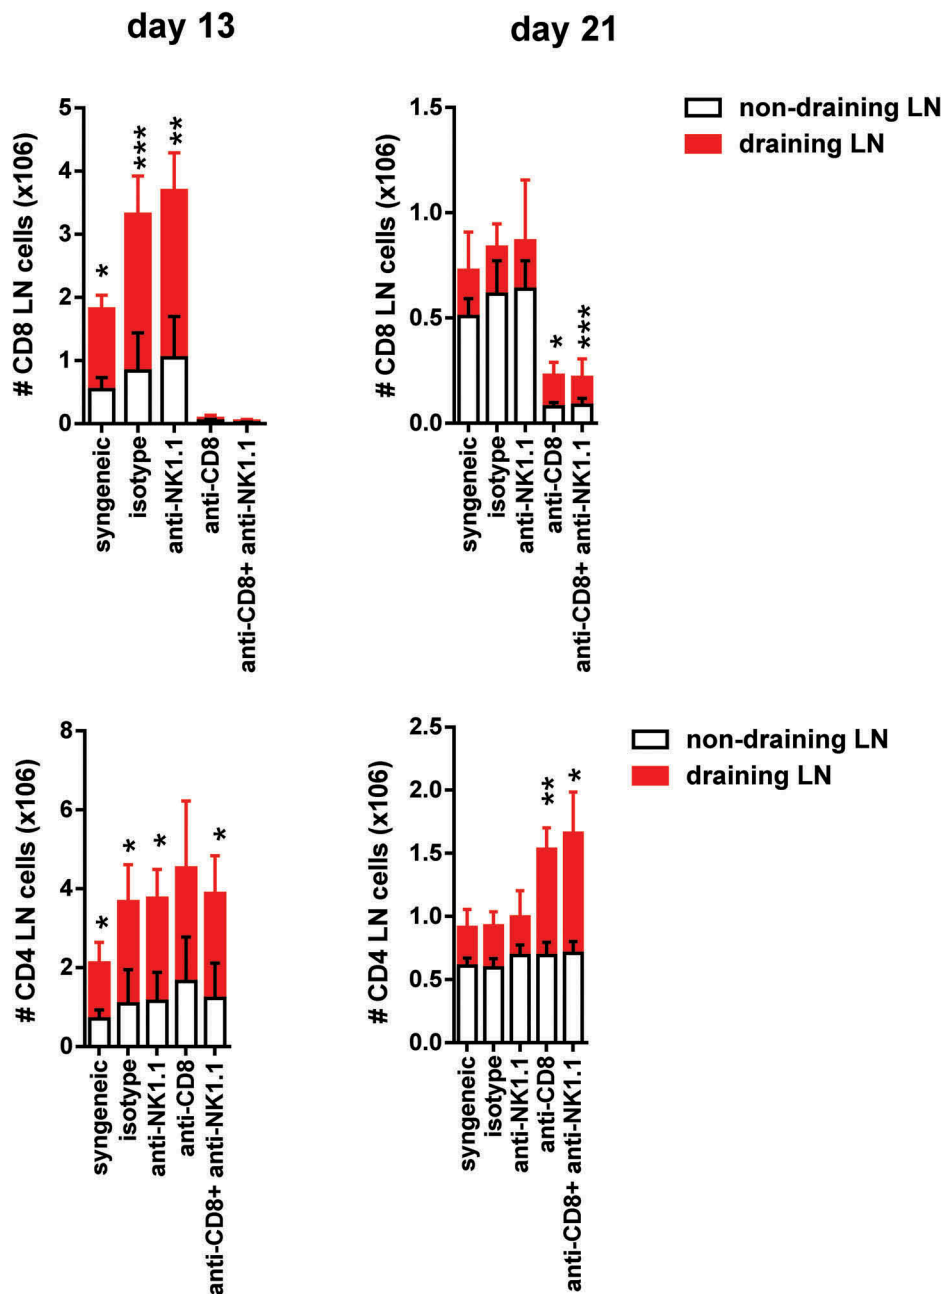 day 13
day 21
# CD8 LN cells (x106)
5
4
3
2
1
0
*
***
**
syngeneic
isotype
anti-NK1.1
anti-CD8
anti-CD8+ anti-NK1.1
# CD8 LN cells (x106)
1.5
1.0
0.5
0.0
*
***
syngeneic
isotype
anti-NK1.1
anti-CD8
anti-CD8+ anti-NK1.1
non-draining LN
draining LN
# CD4 LN cells (x106)
8
6
4
2
0
*
*
*
*
syngeneic
isotype
anti-NK1.1
anti-CD8
anti-CD8+ anti-NK1.1
# CD4 LN cells (x106)
2.5
2.0
1.5
1.0
0.5
0.0
**
*
syngeneic
isotype
anti-NK1.1
anti-CD8
anti-CD8+ anti-NK1.1
non-draining LN
draining LN